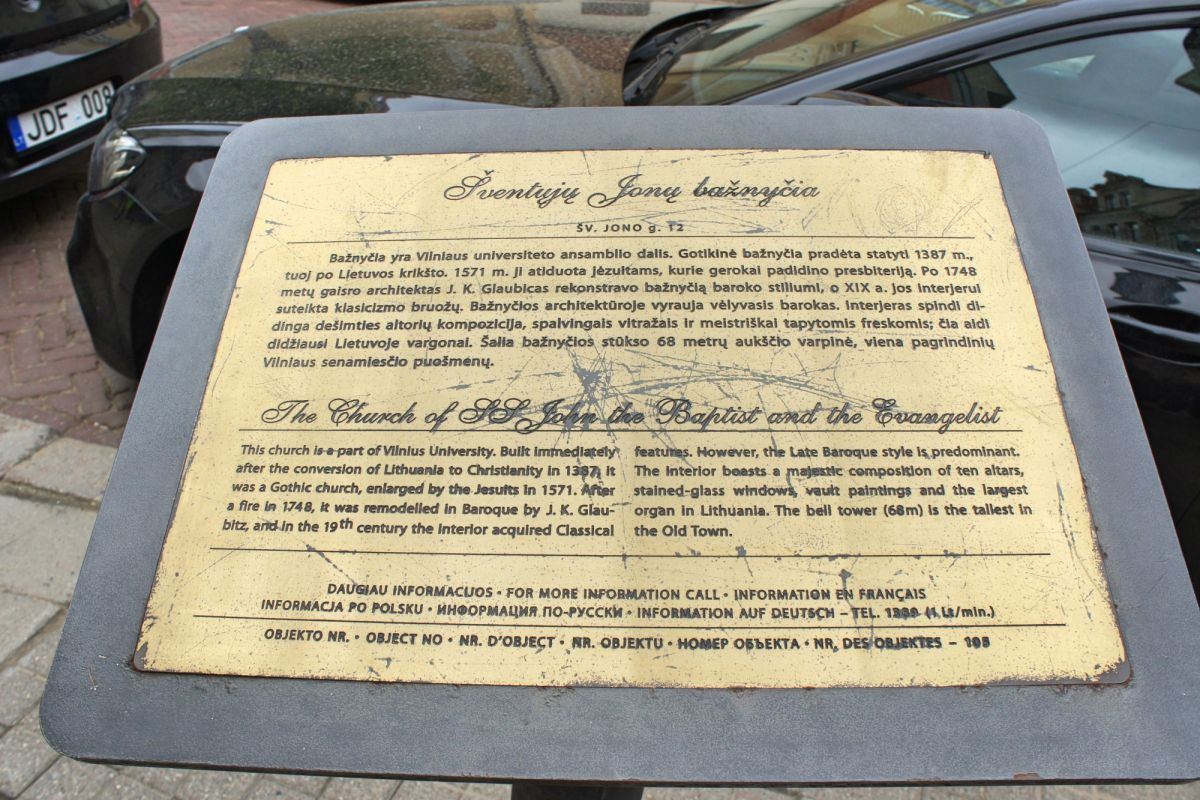 JDF 008
LT
Šventųjų Jonų bažnyčia
ŠV. JONO g. 12
Bažnyčia yra Vilniaus universiteto ansamblio dalis. Gotikinė bažnyčia pradėta statyti 1387 m.,
tuoj po Lietuvos krikšto. 1571 m. ji atiduota jėzuitams, kurie gerokai padidino presbiteriją. Po 1748
metų gaisro architektas J. K. Glaubicas rekonstravo bažnyčią baroko stiliumi, o XIX a. jos interjerui
suteikta klasicizmo bruožų. Bažnyčios architektūroje vyrauja vėlyvasis barokas. Interjeras spindi di-
dinga dešimties altorių kompozicija, spalvingais vitražais ir meistriškai tapytomis freskomis; čia aidi
didžiausi Lietuvoje vargonai. Šalia bažnyčios stūkso 68 metrų aukščio varpinė, viena pagrindinių
Vilniaus senamiesčio puošmenų.
The Church of SS John the Baptist and the Evangelist
This church is a part of Vilnius University. Built immediately
after the conversion of Lithuania to Christianity in 1387, it
was a Gothic church, enlarged by the Jesuits in 1571. After
a fire in 1748, it was remodelled in Baroque by J. K. Glau-
bitz, and in the 19th century the interior acquired Classical
features. However, the Late Baroque style is predominant.
The interior boasts a majestic composition of ten altars,
stained-glass windows, vault paintings and the largest
organ in Lithuania. The bell tower (68m) is the tallest in
the Old Town.
DAUGIAU INFORMACIJOS • FOR MORE INFORMATION CALL • INFORMATION EN FRANÇAIS
INFORMACJA PO POLSKU • ИНФОРМАЦИЯ ПО-РУССКИ • INFORMATION AUF DEUTSCH – TEL. (1 Lt/min.)
OBJEKTO NR. • OBJECT NO • NR. D'OBJECT • NR. OBJEKTU • НОМЕР ОБЪЕКТА • NR. DES OBJEKTES – 105